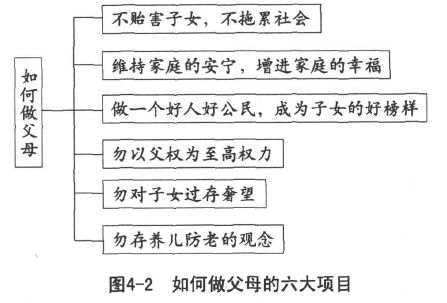 如何做父母
不贻害子女，不拖累社会
维持家庭的安宁，增进家庭的幸福
做一个好人好公民，成为子女的好榜样
勿以父权为至高权力
勿对子女过存奢望
勿存养儿防老的观念
图4-2 如何做父母的六大项目